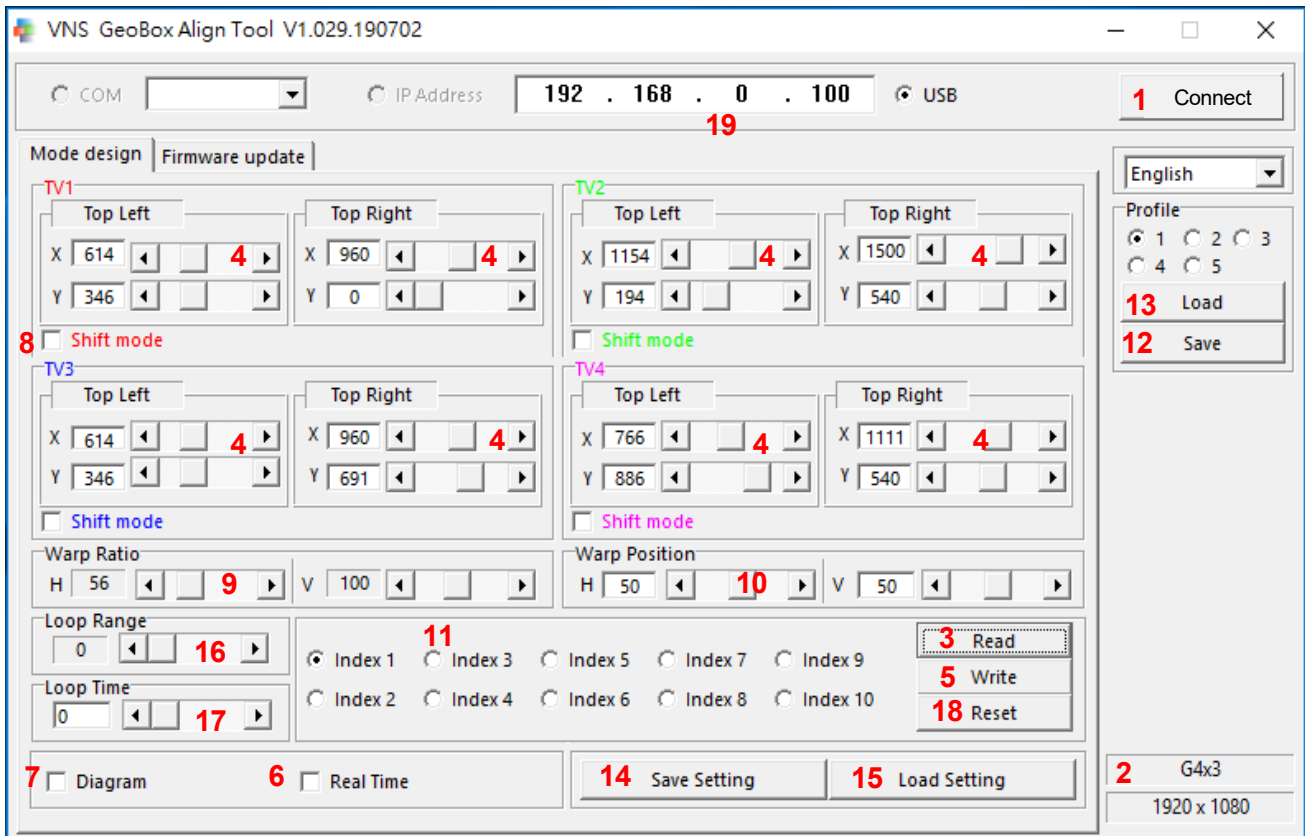 VNS GeoBox Align Tool V1.029.190702
COM IP Address 192 . 168 . 0 . 100 USB 1 Connect
19
Mode design Firmware update
English
TV1 TV2
Profile
Top Left Top Right Top Left Top Right
1 2 3
X 614 4 X 960 4 X 1154 4 X 1500 4
4 5
Y 346 Y 0 Y 194 Y 540
13 Load
8 Shift mode Shift mode
12 Save
TV3 TV4
Top Left Top Right Top Left Top Right
X 614 4 X 960 4 X 766 4 X 1111 4
Y 346 Y 691 Y 886 Y 540
Shift mode Shift mode
Warp Ratio Warp Position
H 56 9 V 100 H 50 10 V 50
Loop Range
0 16
11
Index 1 Index 3 Index 5 Index 7 Index 9
3 Read
5 Write
Loop Time
0 17
Index 2 Index 4 Index 6 Index 8 Index 10
18 Reset
7 Diagram 6 Real Time 14 Save Setting 15 Load Setting
2 G4x3
1920 x 1080